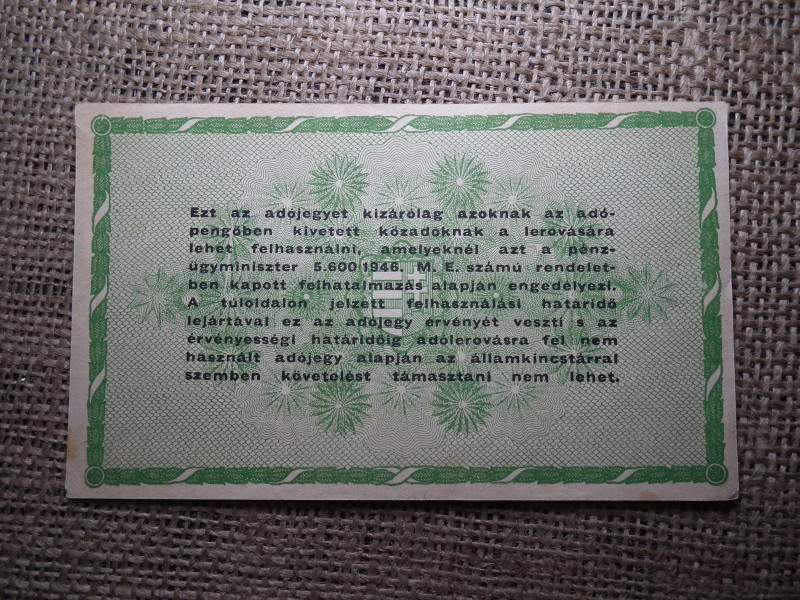 Ezt az adójegyet kizárólag azoknak az adó-
pengőben kivetett közadóknak a lerovására
lehet felhasználni, amelyeknél azt a pénz-
ügyminiszter 5.600/1946. M. E. számú rendelet-
ben kapott felhatalmazás alapján engedélyezi.
A túloldalon jelzett felhasználási határidő
lejártával ez az adójegy érvényét veszti s az
érvényességi határidőig adólerovásra fel nem
használt adójegy alapján az államkincstárral
szemben követelést támasztani nem lehet.